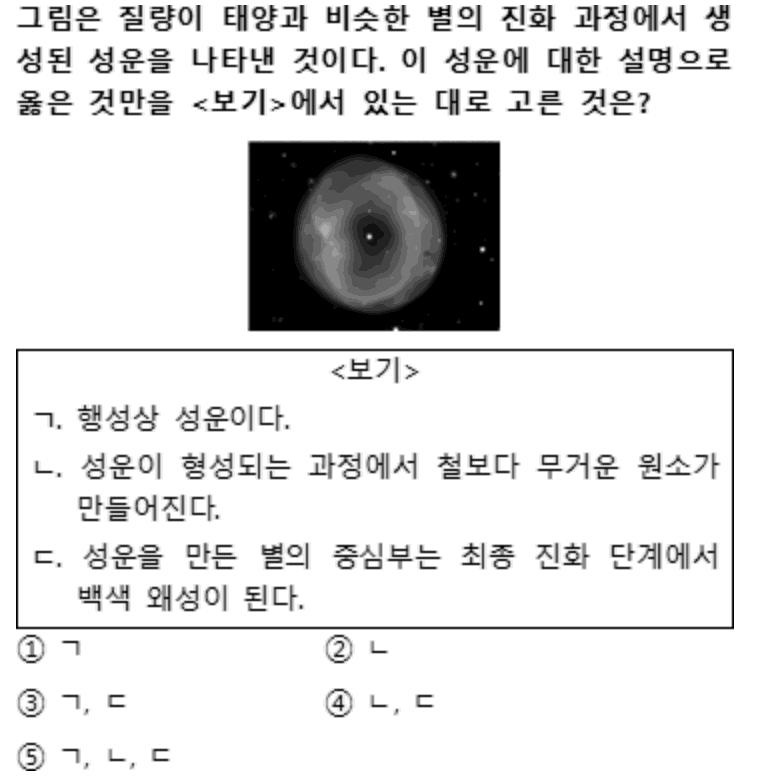 그림은 질량이 태양과 비슷한 별의 진화 과정에서 생
성된 성운을 나타낸 것이다. 이 성운에 대한 설명으로
옳은 것만을 <보기>에서 있는 대로 고른 것은?
<보기>
ㄱ. 행성상 성운이다.
ㄴ. 성운이 형성되는 과정에서 철보다 무거운 원소가
만들어진다.
ㄷ. 성운을 만든 별의 중심부는 최종 진화 단계에서
백색 왜성이 된다.
① ㄱ ② ㄴ
③ ㄱ, ㄷ ④ ㄴ, ㄷ
⑤ ㄱ, ㄴ, ㄷ